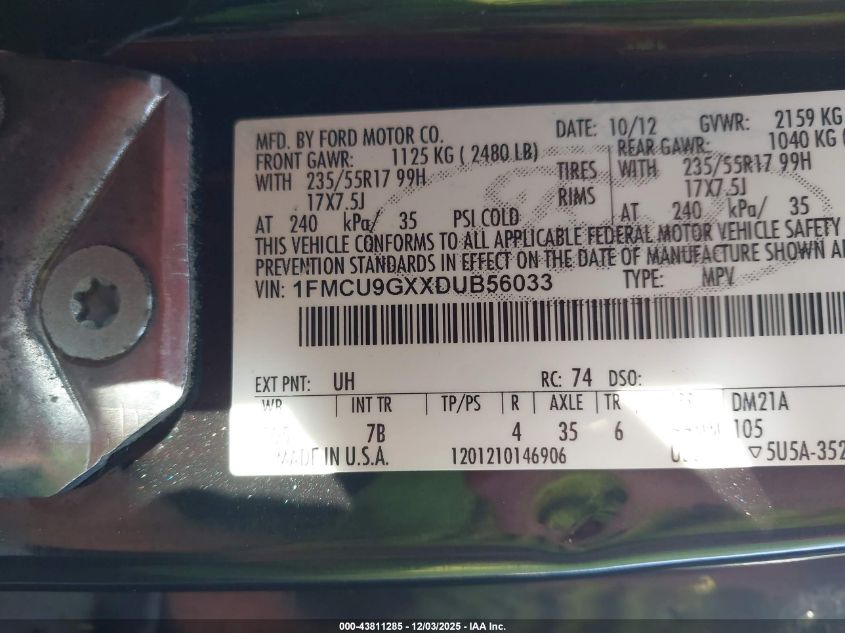 MFD. BY FORD MOTOR CO. DATE: 10/12 GVWR: 2159 KG
FRONT GAWR: 1125 KG ( 2480 LB) REAR GAWR: 1040 KG (
WITH 235/55R17 99H TIRES WITH 235/55R17 99H
17X7.5J RIMS 17X7.5J
AT 240 kPa/ 35 PSI COLD AT 240 kPa/ 35
THIS VEHICLE CONFORMS TO ALL APPLICABLE FEDERAL MOTOR VEHICLE SAFETY
PREVENTION STANDARDS IN EFFECT ON THE DATE OF MANUFACTURE SHOWN
VIN: 1FMCU9GXXDUB56033 TYPE: MPV
EXT PNT: UH RC: 74 DSO:
WB INT TR TP/PS R AXLE TR DM21A
7B 4 35 6 105
MADE IN U.S.A. 1201210146906 ▽5U5A-352
000-43811285 - 12/03/2025 - IAA Inc.